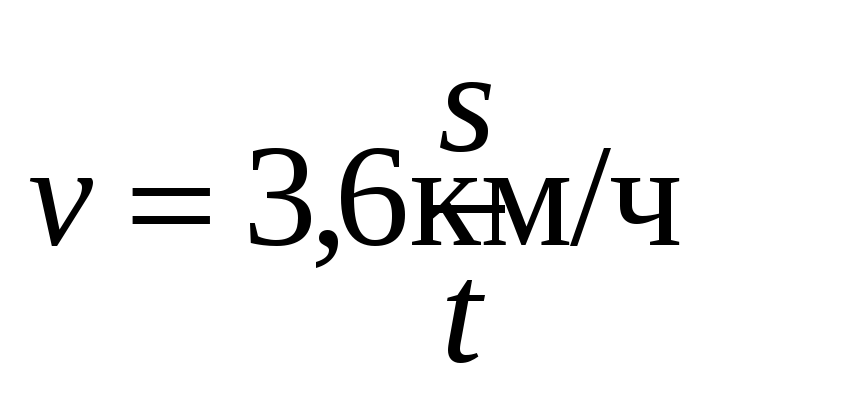 v = 3,6 s/t км/ч